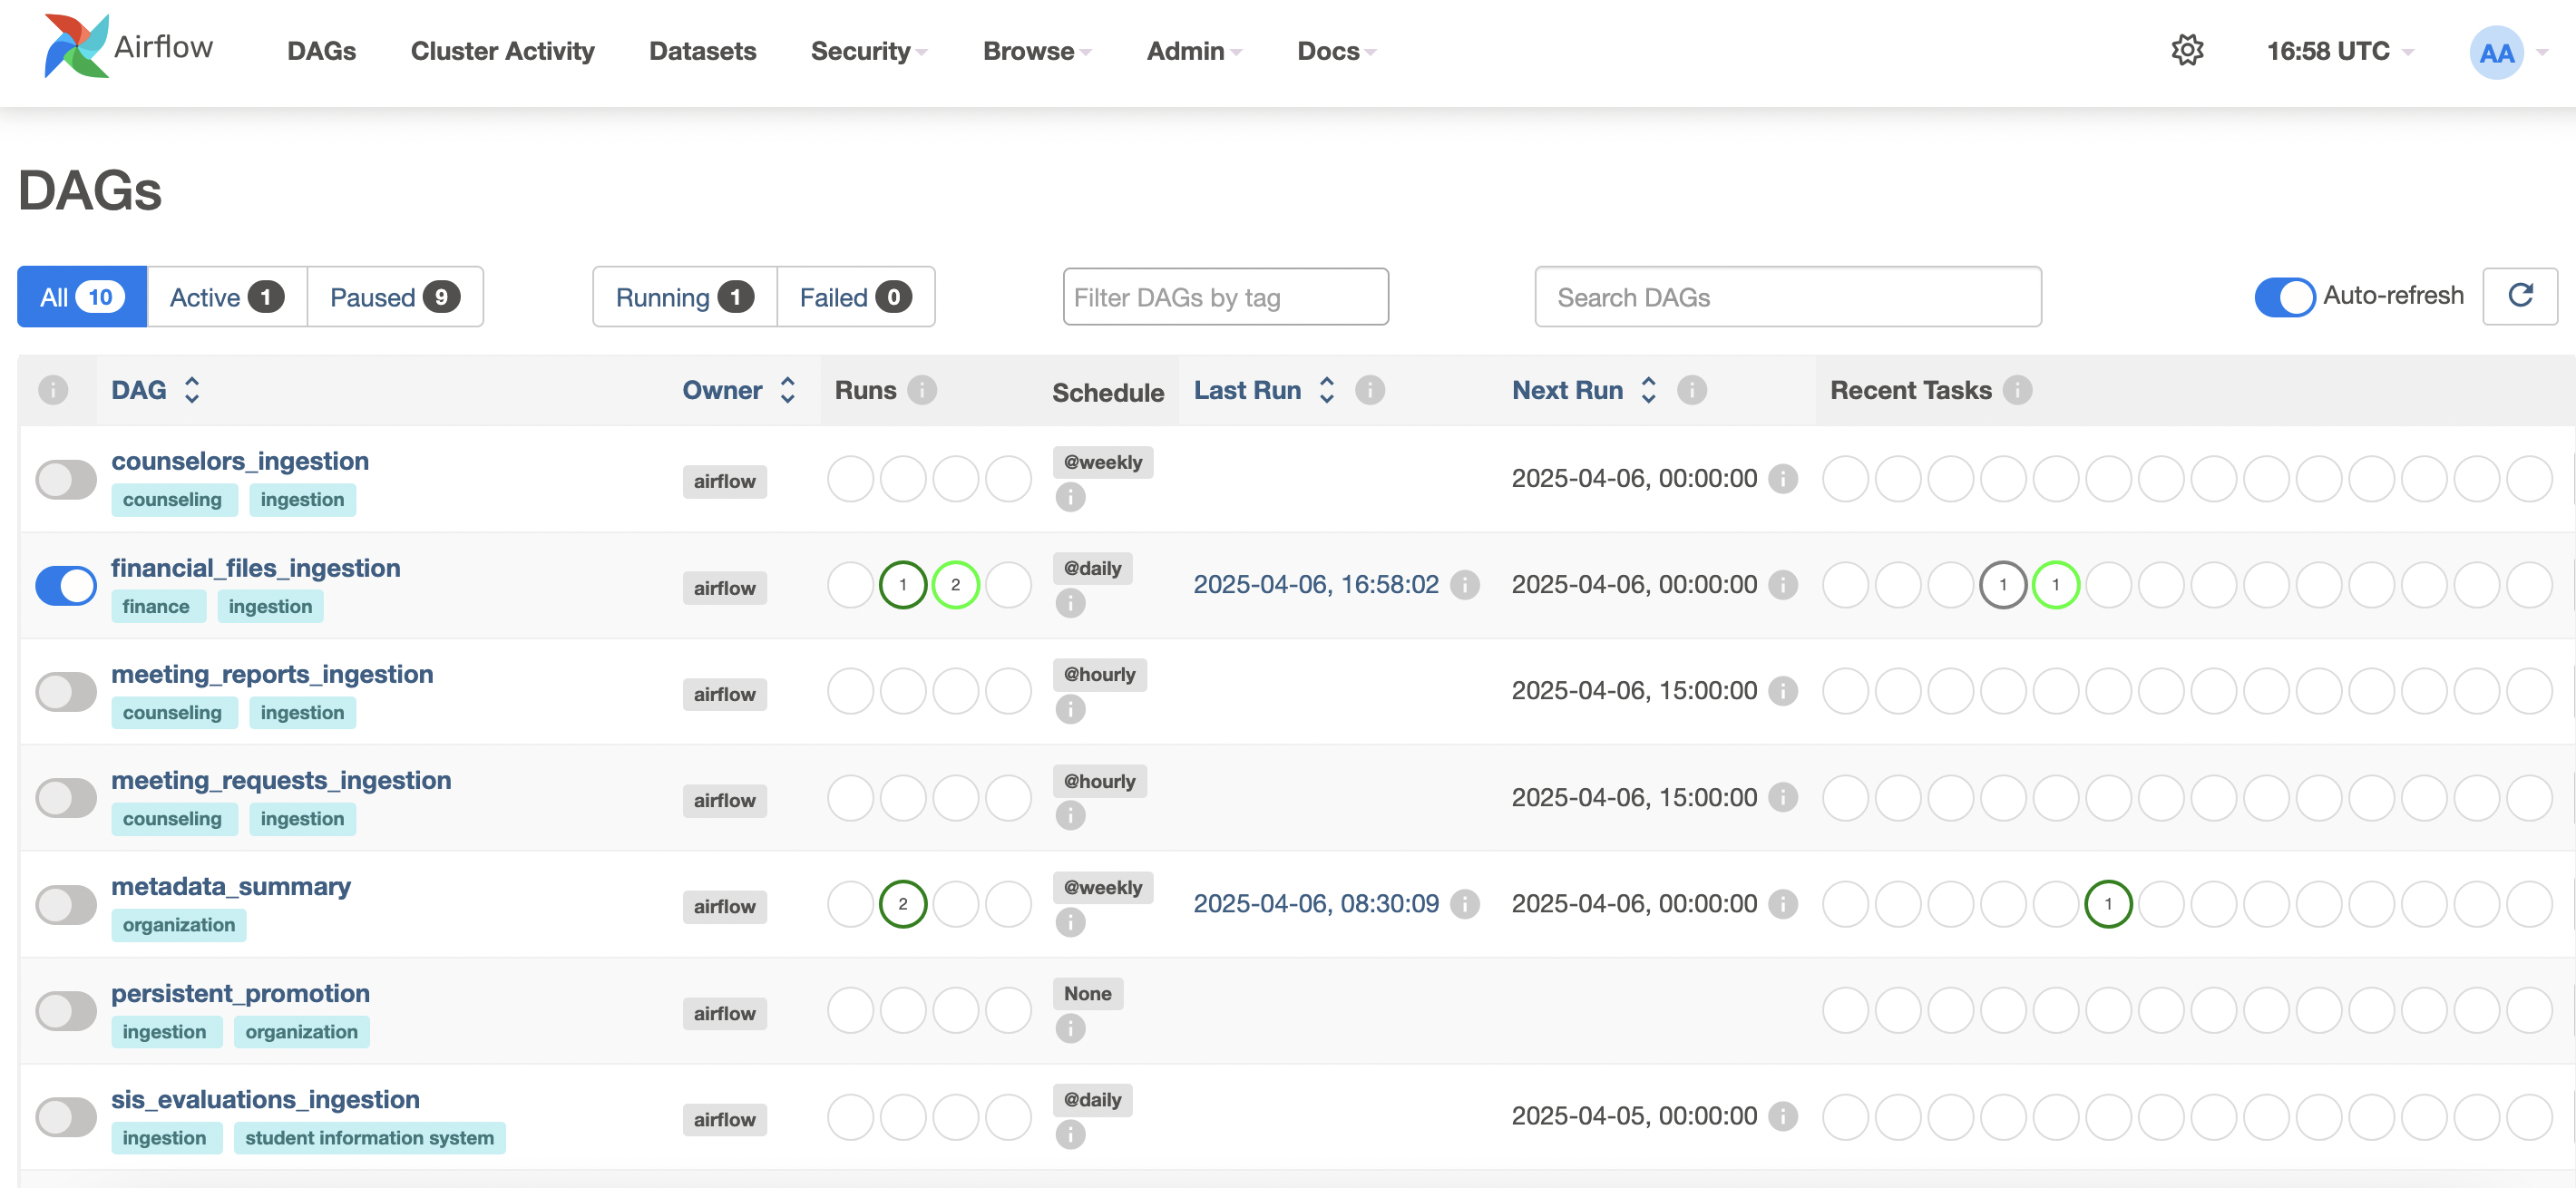 Airflow DAGs Cluster Activity Datasets Security Browse Admin Docs 16:58 UTC AA
DAGs
All 10 Active 1 Paused 9 Running 1 Failed 0 Filter DAGs by tag Search DAGs Auto-refresh
DAG Owner Runs Schedule Last Run Next Run Recent Tasks
counselors_ingestion
counseling ingestion
airflow
@weekly
2025-04-06, 00:00:00
financial_files_ingestion
finance ingestion
airflow
1 2
@daily
2025-04-06, 16:58:02
2025-04-06, 00:00:00
1 1
meeting_reports_ingestion
counseling ingestion
airflow
@hourly
2025-04-06, 15:00:00
meeting_requests_ingestion
counseling ingestion
airflow
@hourly
2025-04-06, 15:00:00
metadata_summary
organization
airflow
2
@weekly
2025-04-06, 08:30:09
2025-04-06, 00:00:00
1
persistent_promotion
ingestion organization
airflow
None
sis_evaluations_ingestion
ingestion student information system
airflow
@daily
2025-04-05, 00:00:00